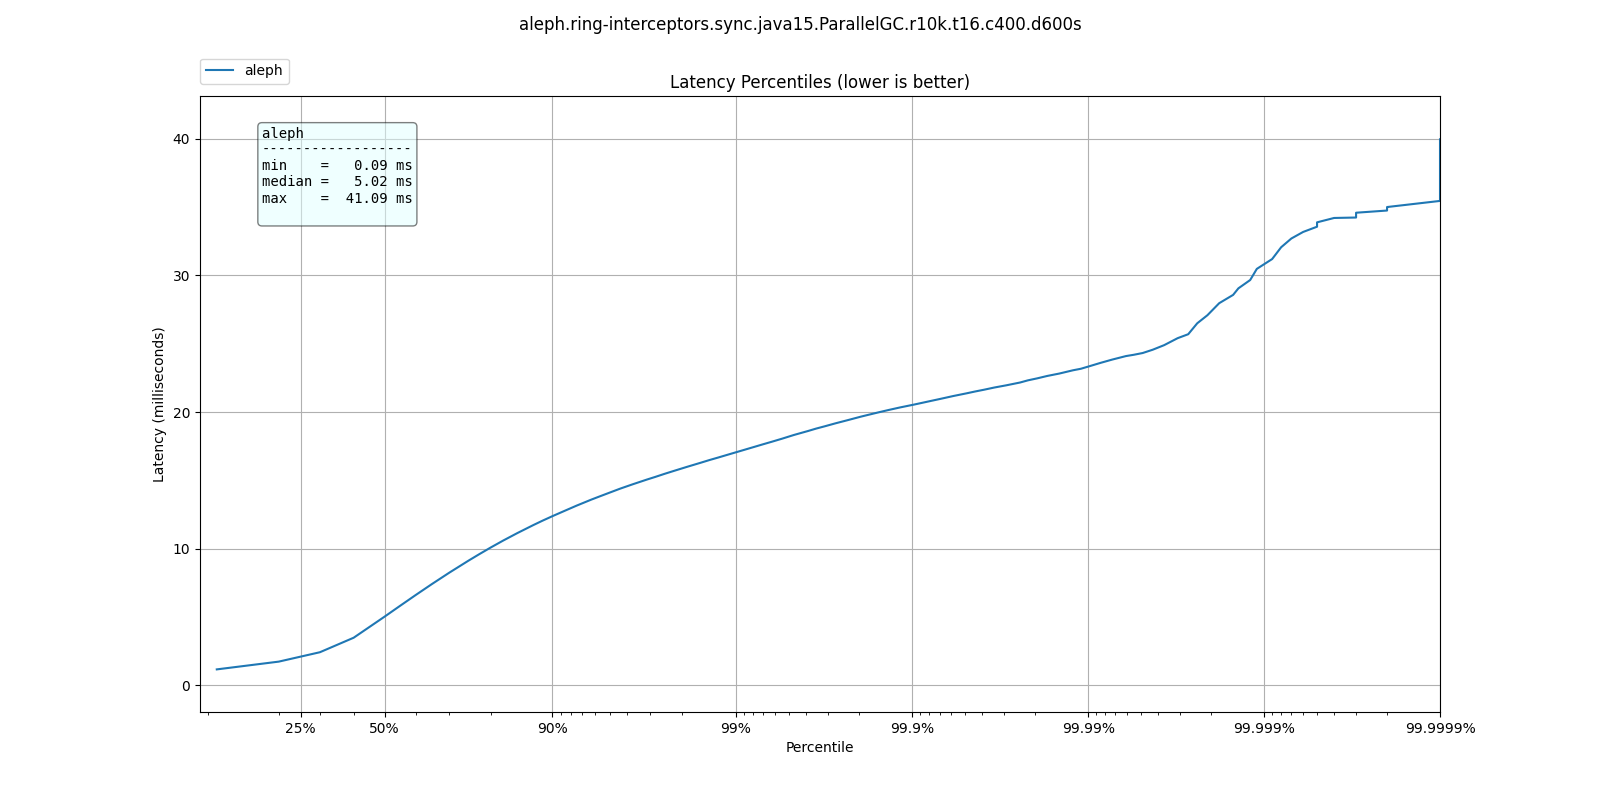 aleph.ring-interceptors.sync.java15.ParallelGC.r10k.t16.c400.d600s
aleph
Latency Percentiles (lower is better)
aleph
------------------
min    =   0.09 ms
median =   5.02 ms
max    =  41.09 ms
40
30
20
10
0
Latency (milliseconds)
25% 50% 90% 99% 99.9% 99.99% 99.999% 99.9999%
Percentile